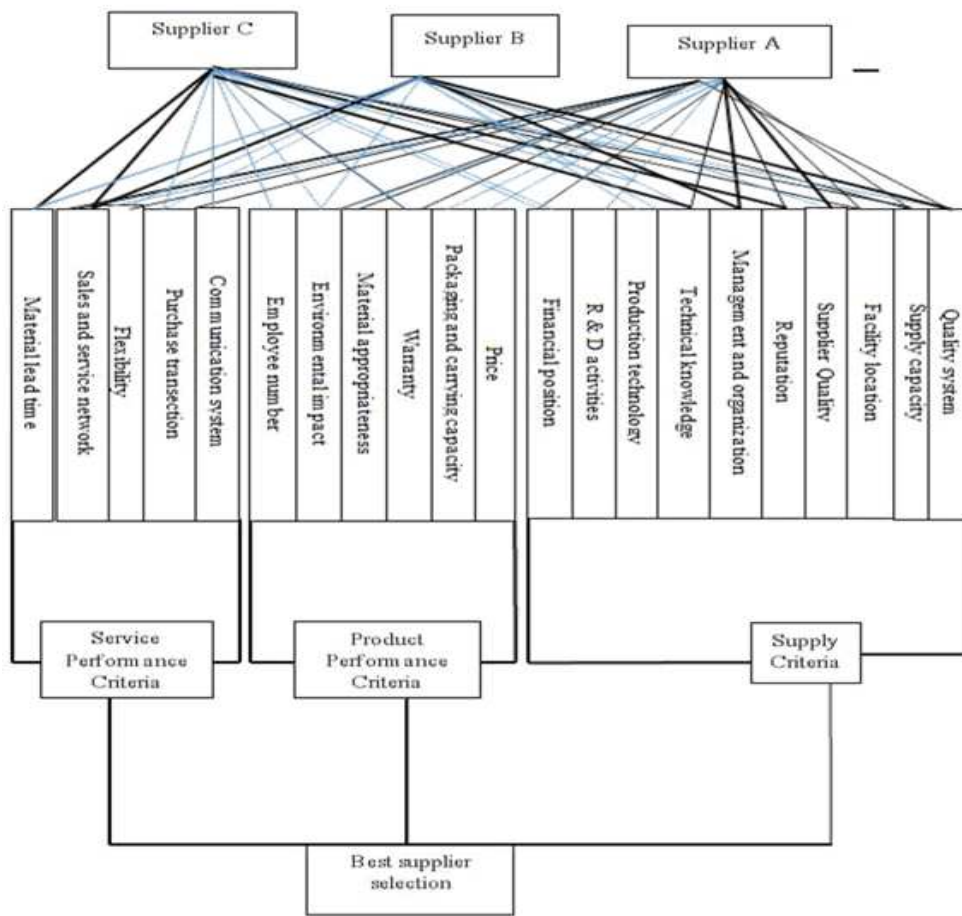 Supplier C
Supplier B
Supplier A
Material lead time
Sales and service network
Flexibility
Purchase transection
Communication system
Employee number
Environmental impact
Material appropriateness
Warranty
Packaging and carrying capacity
Price
Financial position
R & D activities
Production technology
Technical knowledge
Management and organization
Reputation
Supplier Quality
Facility location
Supply capacity
Quality system
Service
Performance
Criteria
Product
Performance
Criteria
Supply
Criteria
Best supplier
selection